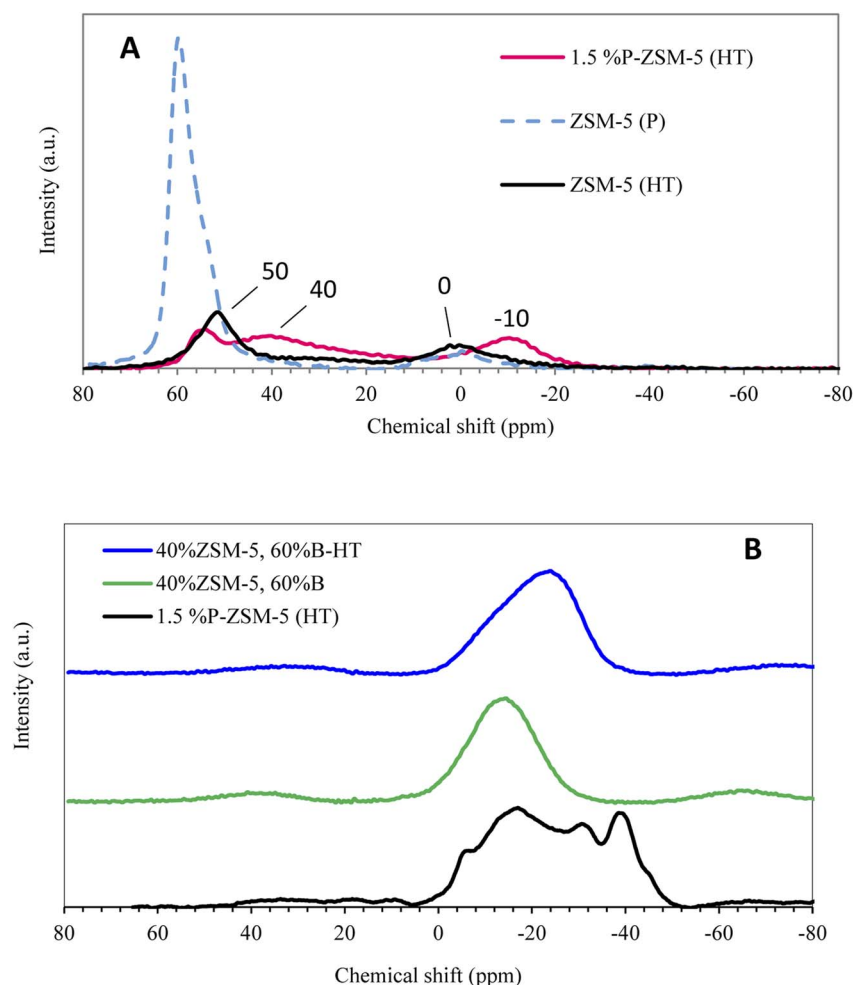 A
1.5 %P-ZSM-5 (HT)
ZSM-5 (P)
ZSM-5 (HT)
50
40
0
-10
Intensity (a.u.)
80 60 40 20 0 -20 -40 -60 -80
Chemical shift (ppm)
B
40%ZSM-5, 60%B-HT
40%ZSM-5, 60%B
1.5 %P-ZSM-5 (HT)
Intensity (a.u.)
80 60 40 20 0 -20 -40 -60 -80
Chemical shift (ppm)